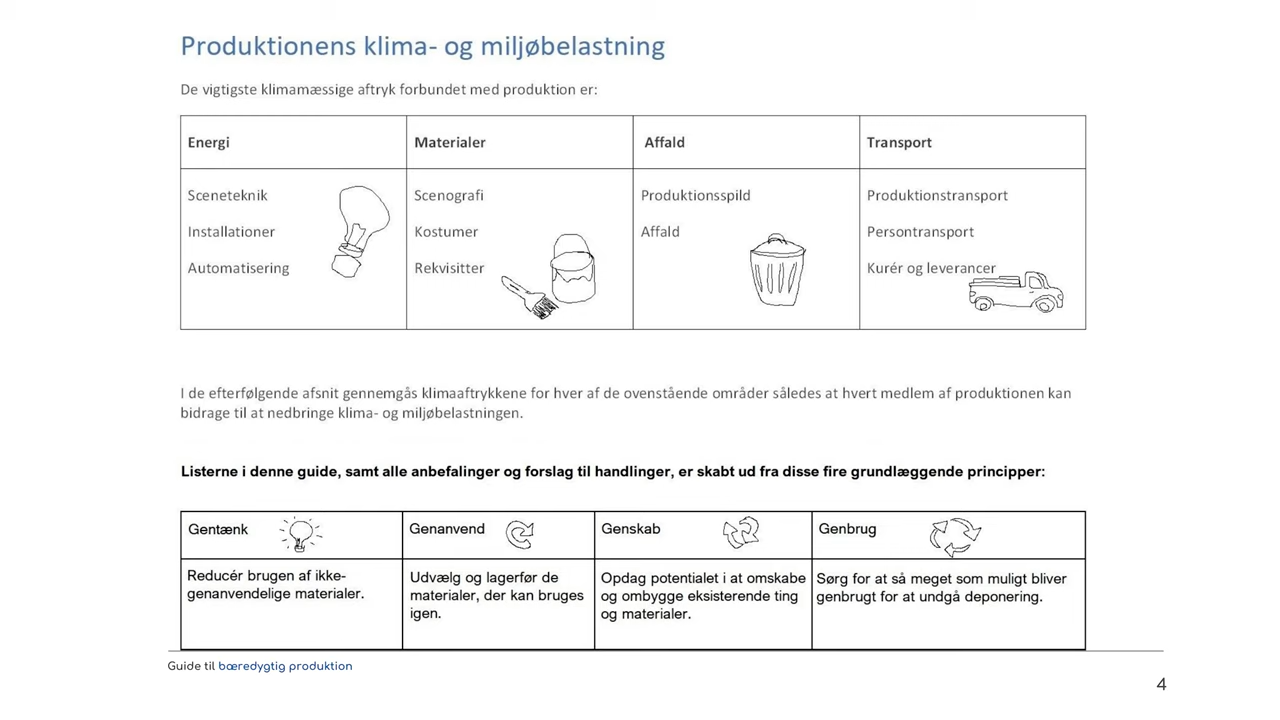 Produktionens klima- og miljøbelastning
De vigtigste klimamæssige aftryk forbundet med produktion er:
Energi
Materialer
Affald
Transport
Sceneteknik
Installationer
Automatisering
Scenografi
Kostumer
Rekvisitter
Produktionsspild
Affald
Produktionstransport
Persontransport
Kurér og leverancer
I de efterfølgende afsnit gennemgås klimaaftrykkene for hver af de ovenstående områder således at hvert medlem af produktionen kan
bidrage til at nedbringe klima- og miljøbelastningen.
Listerne i denne guide, samt alle anbefalinger og forslag til handlinger, er skabt ud fra disse fire grundlæggende principper:
Gentænk
Genanvend
Genskab
Genbrug
Reducér brugen af ikke-
genanvendelige materialer.
Udvælg og lagerfør de
materialer, der kan bruges
igen.
Opdag potentialet i at omskabe
og ombygge eksisterende ting
og materialer.
Sørg for at så meget som muligt bliver
genbrugt for at undgå deponering.
Guide til bæredygtig produktion
4